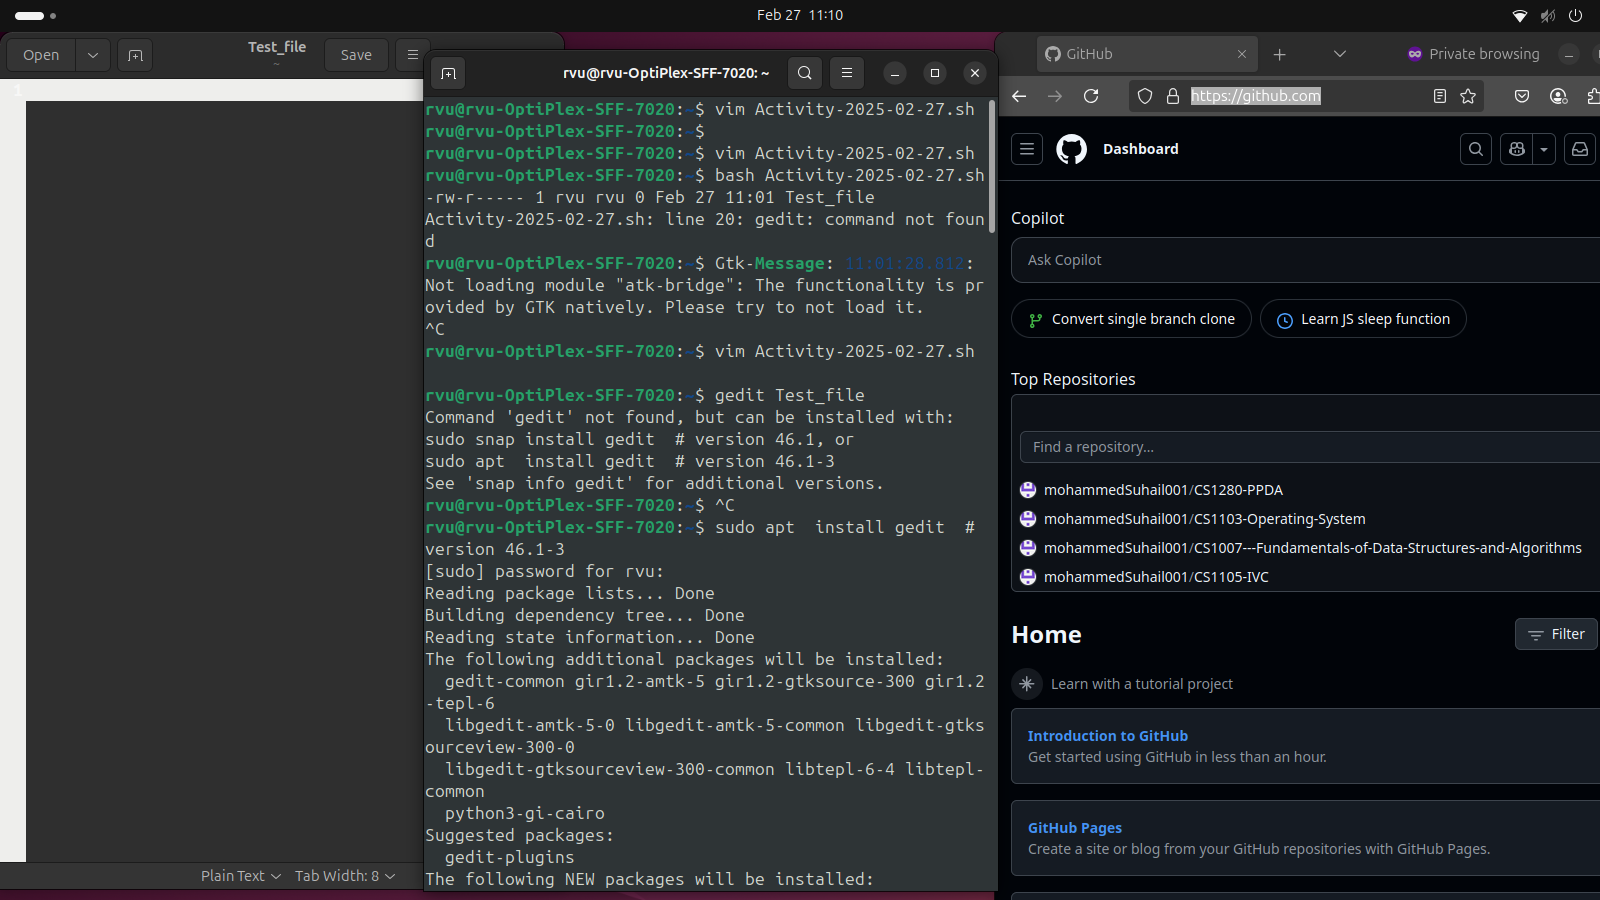 Feb 27 11:10
Open
Test_file
~
Save
1
Plain Text
Tab Width: 8
rvu@rvu-OptiPlex-SFF-7020: ~
rvu@rvu-OptiPlex-SFF-7020:~$ vim Activity-2025-02-27.sh
rvu@rvu-OptiPlex-SFF-7020:~$
rvu@rvu-OptiPlex-SFF-7020:~$ vim Activity-2025-02-27.sh
rvu@rvu-OptiPlex-SFF-7020:~$ bash Activity-2025-02-27.sh
-rw-r----- 1 rvu rvu 0 Feb 27 11:01 Test_file
Activity-2025-02-27.sh: line 20: gedit: command not foun
d
rvu@rvu-OptiPlex-SFF-7020:~$ Gtk-Message: 11:01:28.812:
Not loading module "atk-bridge": The functionality is pr
ovided by GTK natively. Please try to not load it.
^C
rvu@rvu-OptiPlex-SFF-7020:~$ vim Activity-2025-02-27.sh
rvu@rvu-OptiPlex-SFF-7020:~$ gedit Test_file
Command 'gedit' not found, but can be installed with:
sudo snap install gedit  # version 46.1, or
sudo apt  install gedit  # version 46.1-3
See 'snap info gedit' for additional versions.
rvu@rvu-OptiPlex-SFF-7020:~$ ^C
rvu@rvu-OptiPlex-SFF-7020:~$ sudo apt  install gedit  #
version 46.1-3
[sudo] password for rvu:
Reading package lists... Done
Building dependency tree... Done
Reading state information... Done
The following additional packages will be installed:
  gedit-common gir1.2-amtk-5 gir1.2-gtksource-300 gir1.2
-tepl-6
  libgedit-amtk-5-0 libgedit-amtk-5-common libgedit-gtks
ourceview-300-0
  libgedit-gtksourceview-300-common libtepl-6-4 libtepl-
common
  python3-gi-cairo
Suggested packages:
  gedit-plugins
The following NEW packages will be installed:
GitHub
Private browsing
https://github.com
Dashboard
Copilot
Ask Copilot
Convert single branch clone
Learn JS sleep function
Top Repositories
Find a repository...
mohammedSuhail001/CS1280-PPDA
mohammedSuhail001/CS1103-Operating-System
mohammedSuhail001/CS1007---Fundamentals-of-Data-Structures-and-Algorithms
mohammedSuhail001/CS1105-IVC
Home
Filter
Learn with a tutorial project
Introduction to GitHub
Get started using GitHub in less than an hour.
GitHub Pages
Create a site or blog from your GitHub repositories with GitHub Pages.